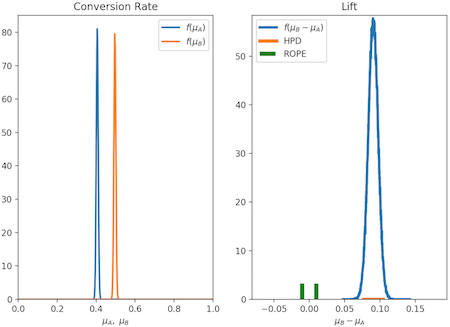 Conversion Rate
f(μA)
f(μB)
80
70
60
50
40
30
20
10
0
0.0 0.2 0.4 0.6 0.8 1.0
μA, μB
Lift
f(μB − μA)
HPD
ROPE
50
40
30
20
10
0
−0.05 0.00 0.05 0.10 0.15
μB − μA